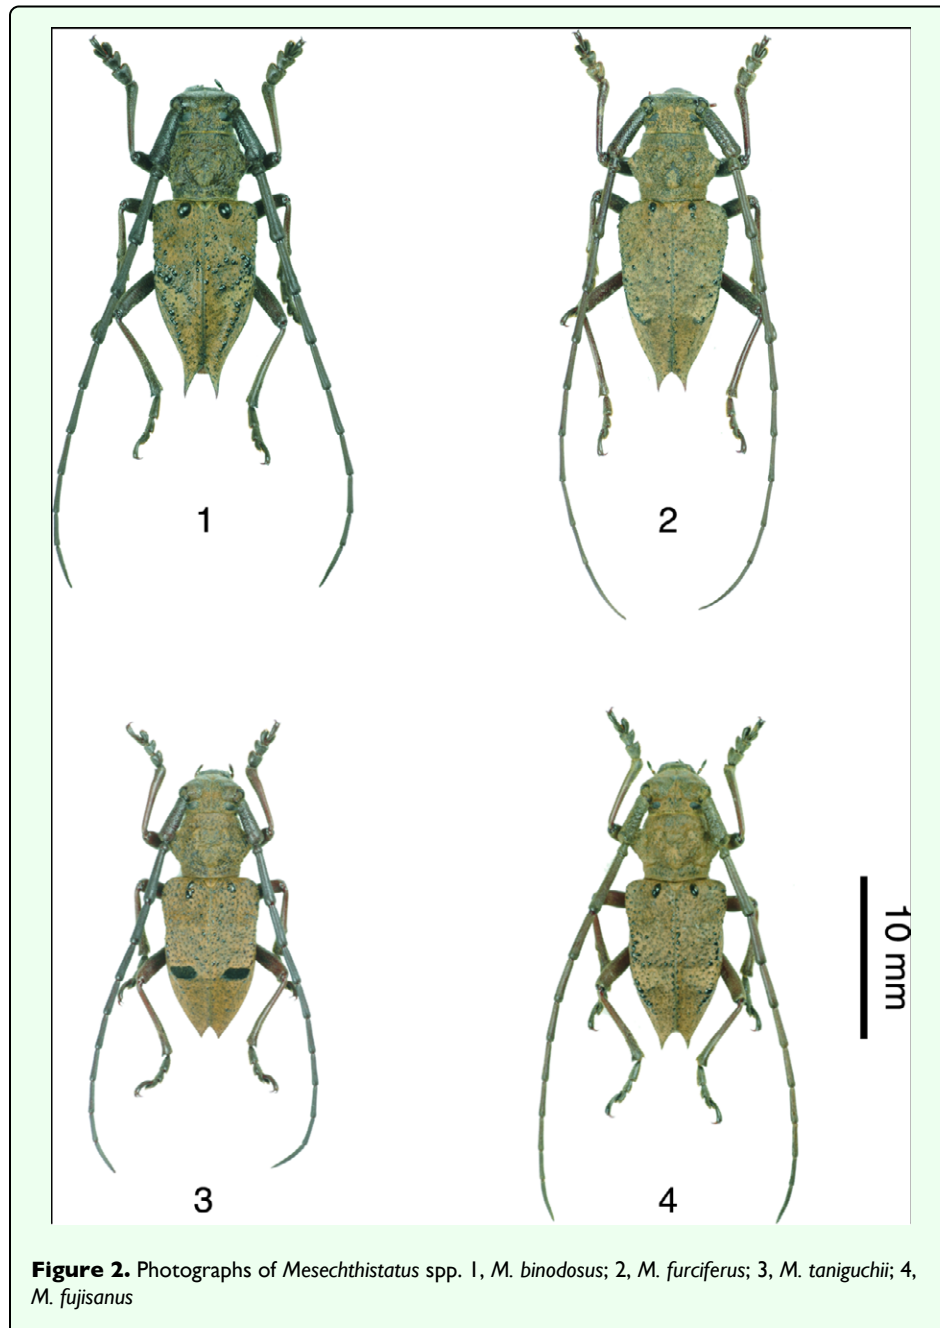 1
2
3
4
10 mm
Figure 2. Photographs of Mesechthistatus spp. 1, M. binodosus; 2, M. furciferus; 3, M. taniguchii; 4,
M. fujisanus